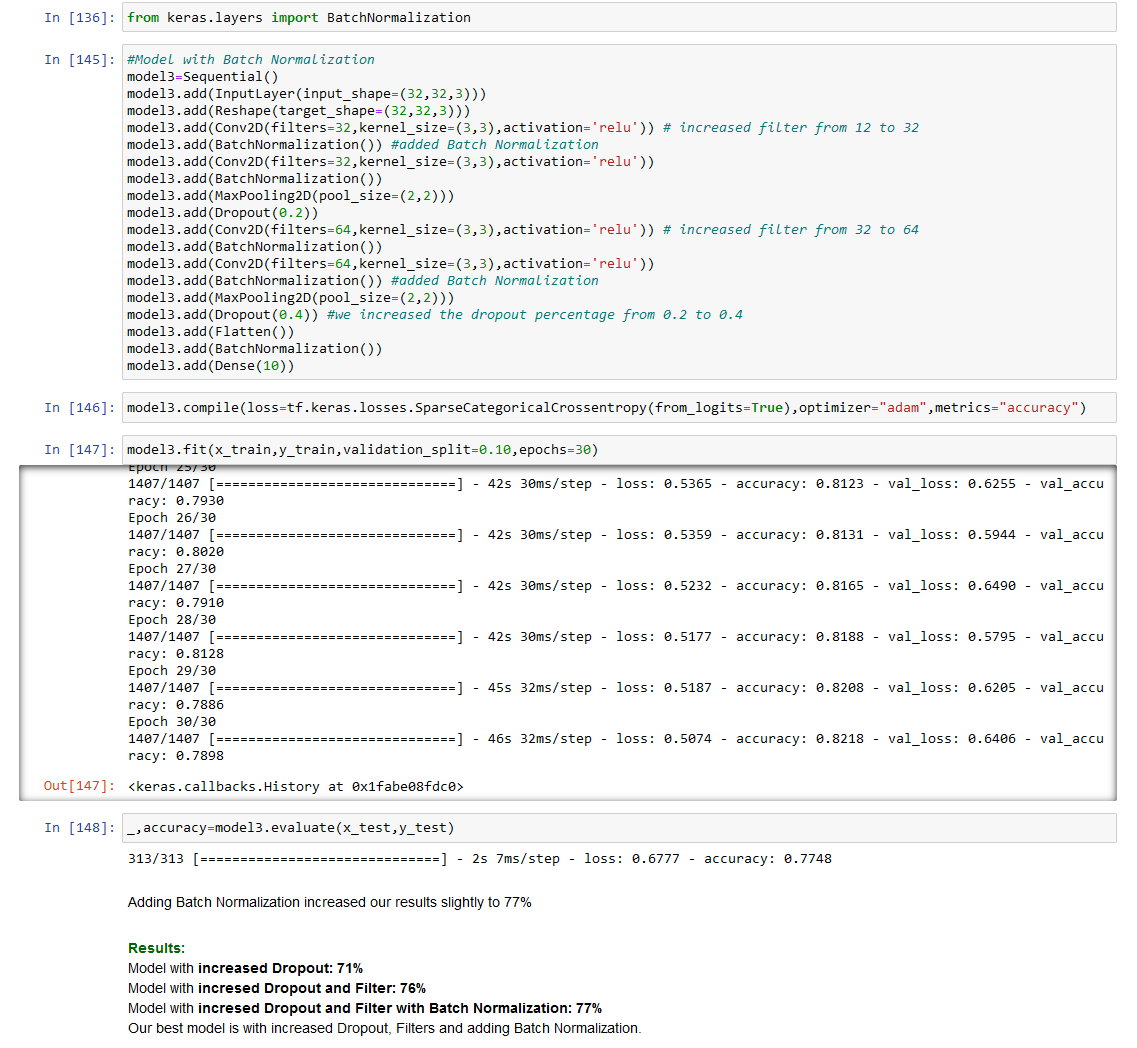 In [136]: from keras.layers import BatchNormalization
In [145]: #Model with Batch Normalization
model3=Sequential()
model3.add(InputLayer(input_shape=(32,32,3)))
model3.add(Reshape(target_shape=(32,32,3)))
model3.add(Conv2D(filters=32,kernel_size=(3,3),activation='relu')) # increased filter from 12 to 32
model3.add(BatchNormalization()) #added Batch Normalization
model3.add(Conv2D(filters=32,kernel_size=(3,3),activation='relu'))
model3.add(BatchNormalization())
model3.add(MaxPooling2D(pool_size=(2,2)))
model3.add(Dropout(0.2))
model3.add(Conv2D(filters=64,kernel_size=(3,3),activation='relu')) # increased filter from 32 to 64
model3.add(BatchNormalization())
model3.add(Conv2D(filters=64,kernel_size=(3,3),activation='relu'))
model3.add(BatchNormalization()) #added Batch Normalization
model3.add(MaxPooling2D(pool_size=(2,2)))
model3.add(Dropout(0.4)) #we increased the dropout percentage from 0.2 to 0.4
model3.add(Flatten())
model3.add(BatchNormalization())
model3.add(Dense(10))
In [146]: model3.compile(loss=tf.keras.losses.SparseCategoricalCrossentropy(from_logits=True),optimizer="adam",metrics="accuracy")
In [147]: model3.fit(x_train,y_train,validation_split=0.10,epochs=30)
Epoch 25/30
1407/1407 [==============================] - 42s 30ms/step - loss: 0.5365 - accuracy: 0.8123 - val_loss: 0.6255 - val_accu
racy: 0.7930
Epoch 26/30
1407/1407 [==============================] - 42s 30ms/step - loss: 0.5359 - accuracy: 0.8131 - val_loss: 0.5944 - val_accu
racy: 0.8020
Epoch 27/30
1407/1407 [==============================] - 42s 30ms/step - loss: 0.5232 - accuracy: 0.8165 - val_loss: 0.6490 - val_accu
racy: 0.7910
Epoch 28/30
1407/1407 [==============================] - 42s 30ms/step - loss: 0.5177 - accuracy: 0.8188 - val_loss: 0.5795 - val_accu
racy: 0.8128
Epoch 29/30
1407/1407 [==============================] - 45s 32ms/step - loss: 0.5187 - accuracy: 0.8208 - val_loss: 0.6205 - val_accu
racy: 0.7886
Epoch 30/30
1407/1407 [==============================] - 46s 32ms/step - loss: 0.5074 - accuracy: 0.8218 - val_loss: 0.6406 - val_accu
racy: 0.7898
Out[147]: <keras.callbacks.History at 0x1fabe08fdc0>
In [148]: _,accuracy=model3.evaluate(x_test,y_test)
313/313 [==============================] - 2s 7ms/step - loss: 0.6777 - accuracy: 0.7748
Adding Batch Normalization increased our results slightly to 77%
Results:
Model with increased Dropout: 71%
Model with incresed Dropout and Filter: 76%
Model with incresed Dropout and Filter with Batch Normalization: 77%
Our best model is with increased Dropout, Filters and adding Batch Normalization.